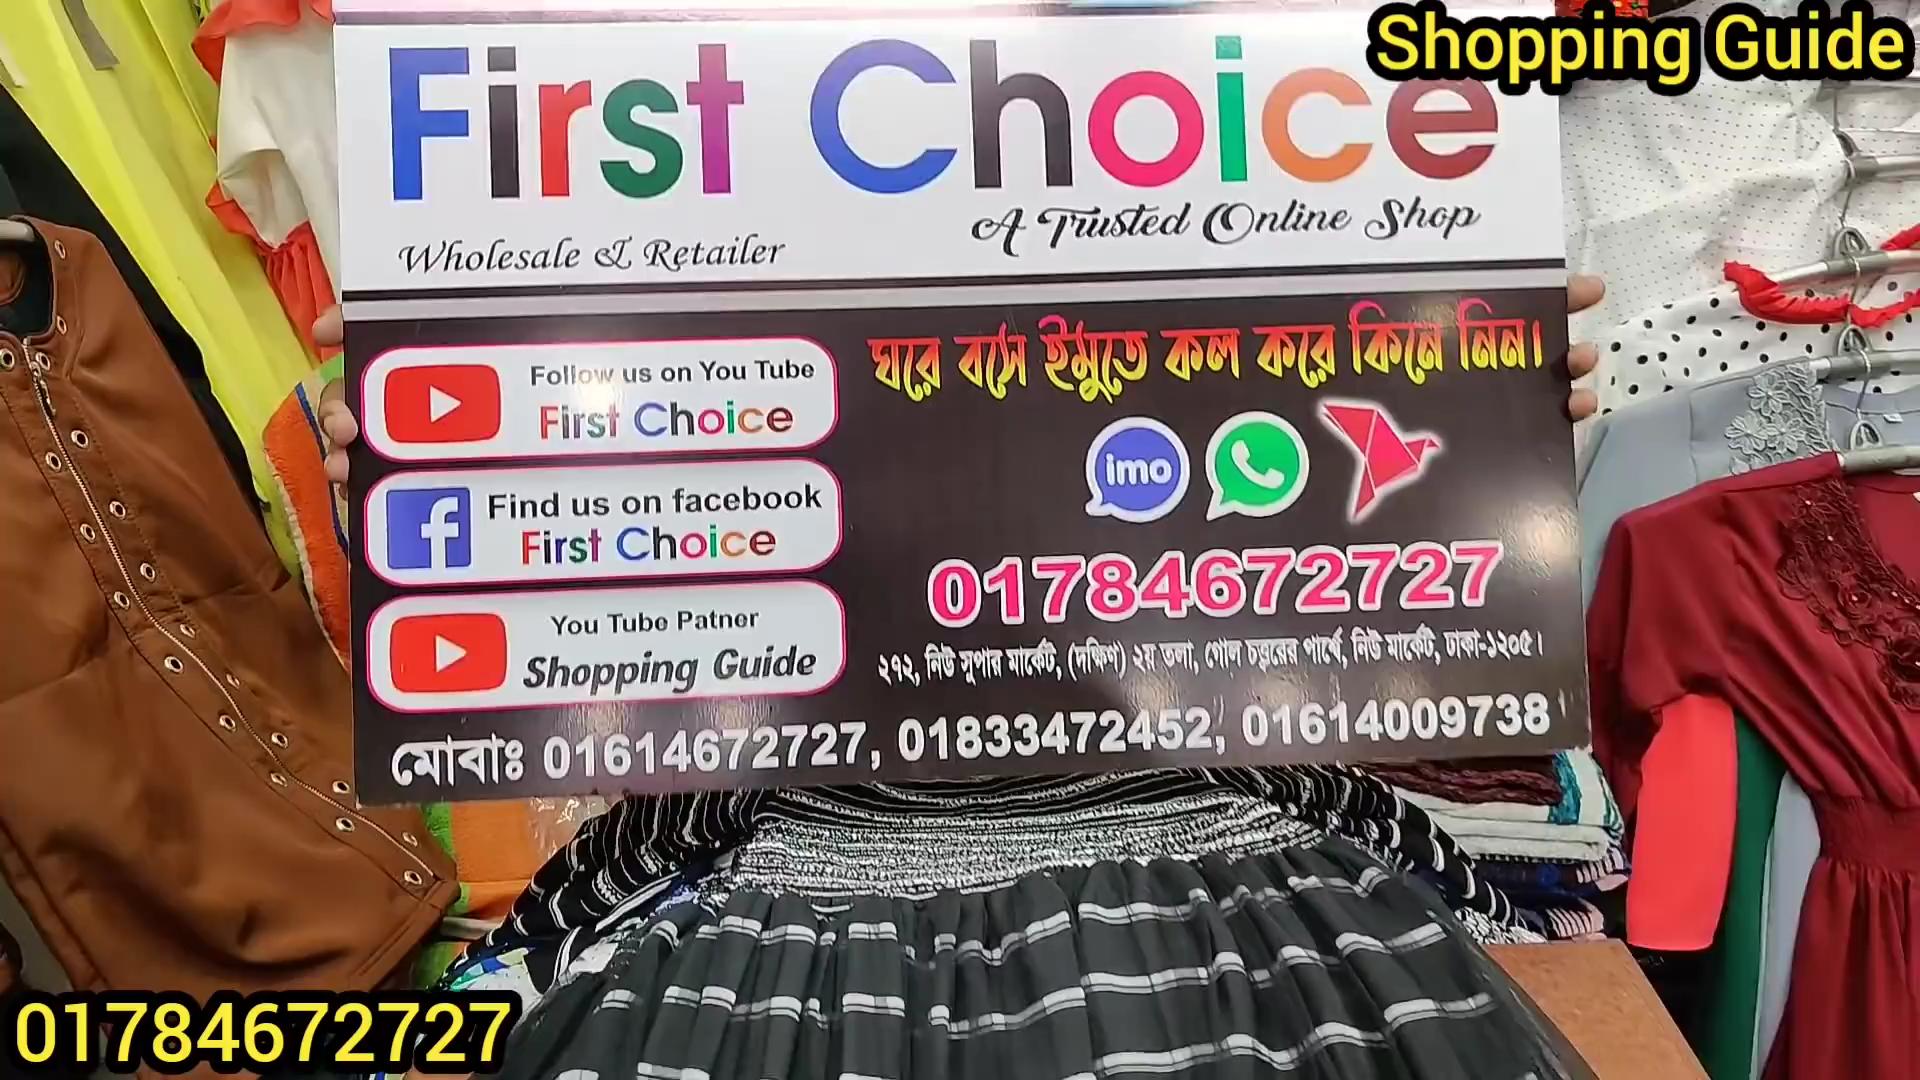 Shopping Guide
First Choice
Wholesale & Retailer
A Trusted Online Shop
Follow us on You Tube
First Choice
Find us on facebook
First Choice
You Tube Patner
Shopping Guide
ঘরে বসে ইমুতে কল করে কিনে নিন।
imo
01784672727
২৭২, নিউ সুপার মার্কেট, (দক্ষিণ) ২য় তলা, গোল চত্ত্বরের পার্শ্বে, নিউ মার্কেট, ঢাকা-১২০৫।
মোবাঃ 01614672727, 01833472452, 01614009738
01784672727